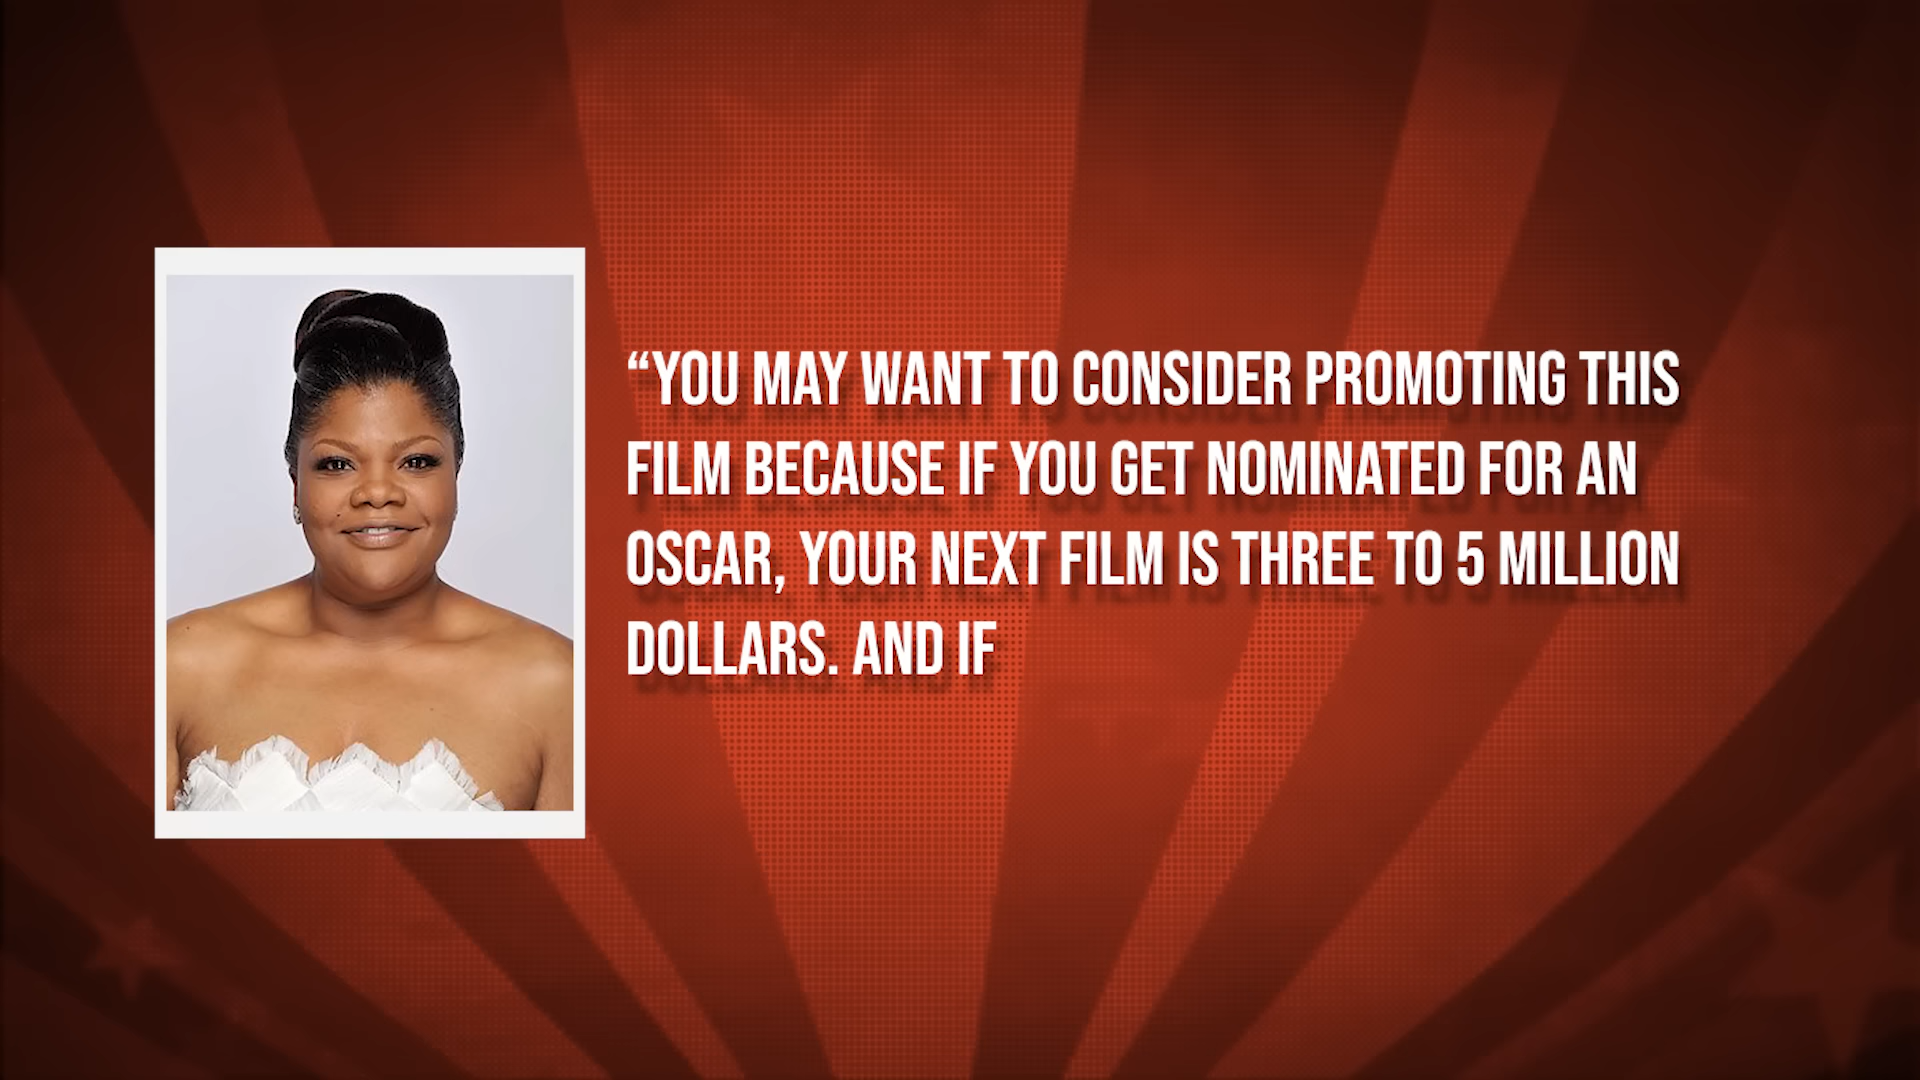 “YOU MAY WANT TO CONSIDER PROMOTING THIS
FILM BECAUSE IF YOU GET NOMINATED FOR AN
OSCAR, YOUR NEXT FILM IS THREE TO 5 MILLION
DOLLARS. AND IF